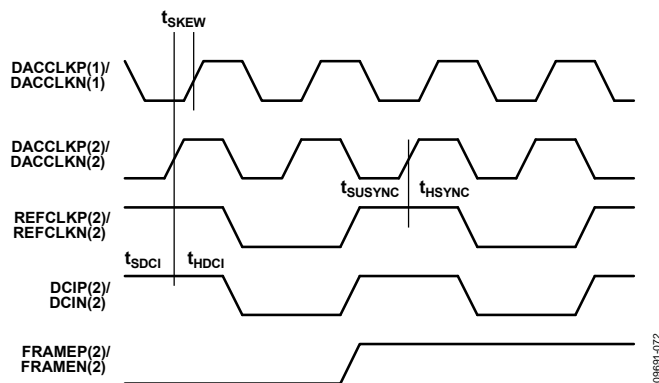 tSKEW
DACCLKP(1)/
DACCLKN(1)
DACCLKP(2)/
DACCLKN(2)
tSUSYNC
tHSYNC
REFCLKP(2)/
REFCLKN(2)
tSDCI
tHDCI
DCIP(2)/
DCIN(2)
FRAMEP(2)/
FRAMEN(2)
09691-072